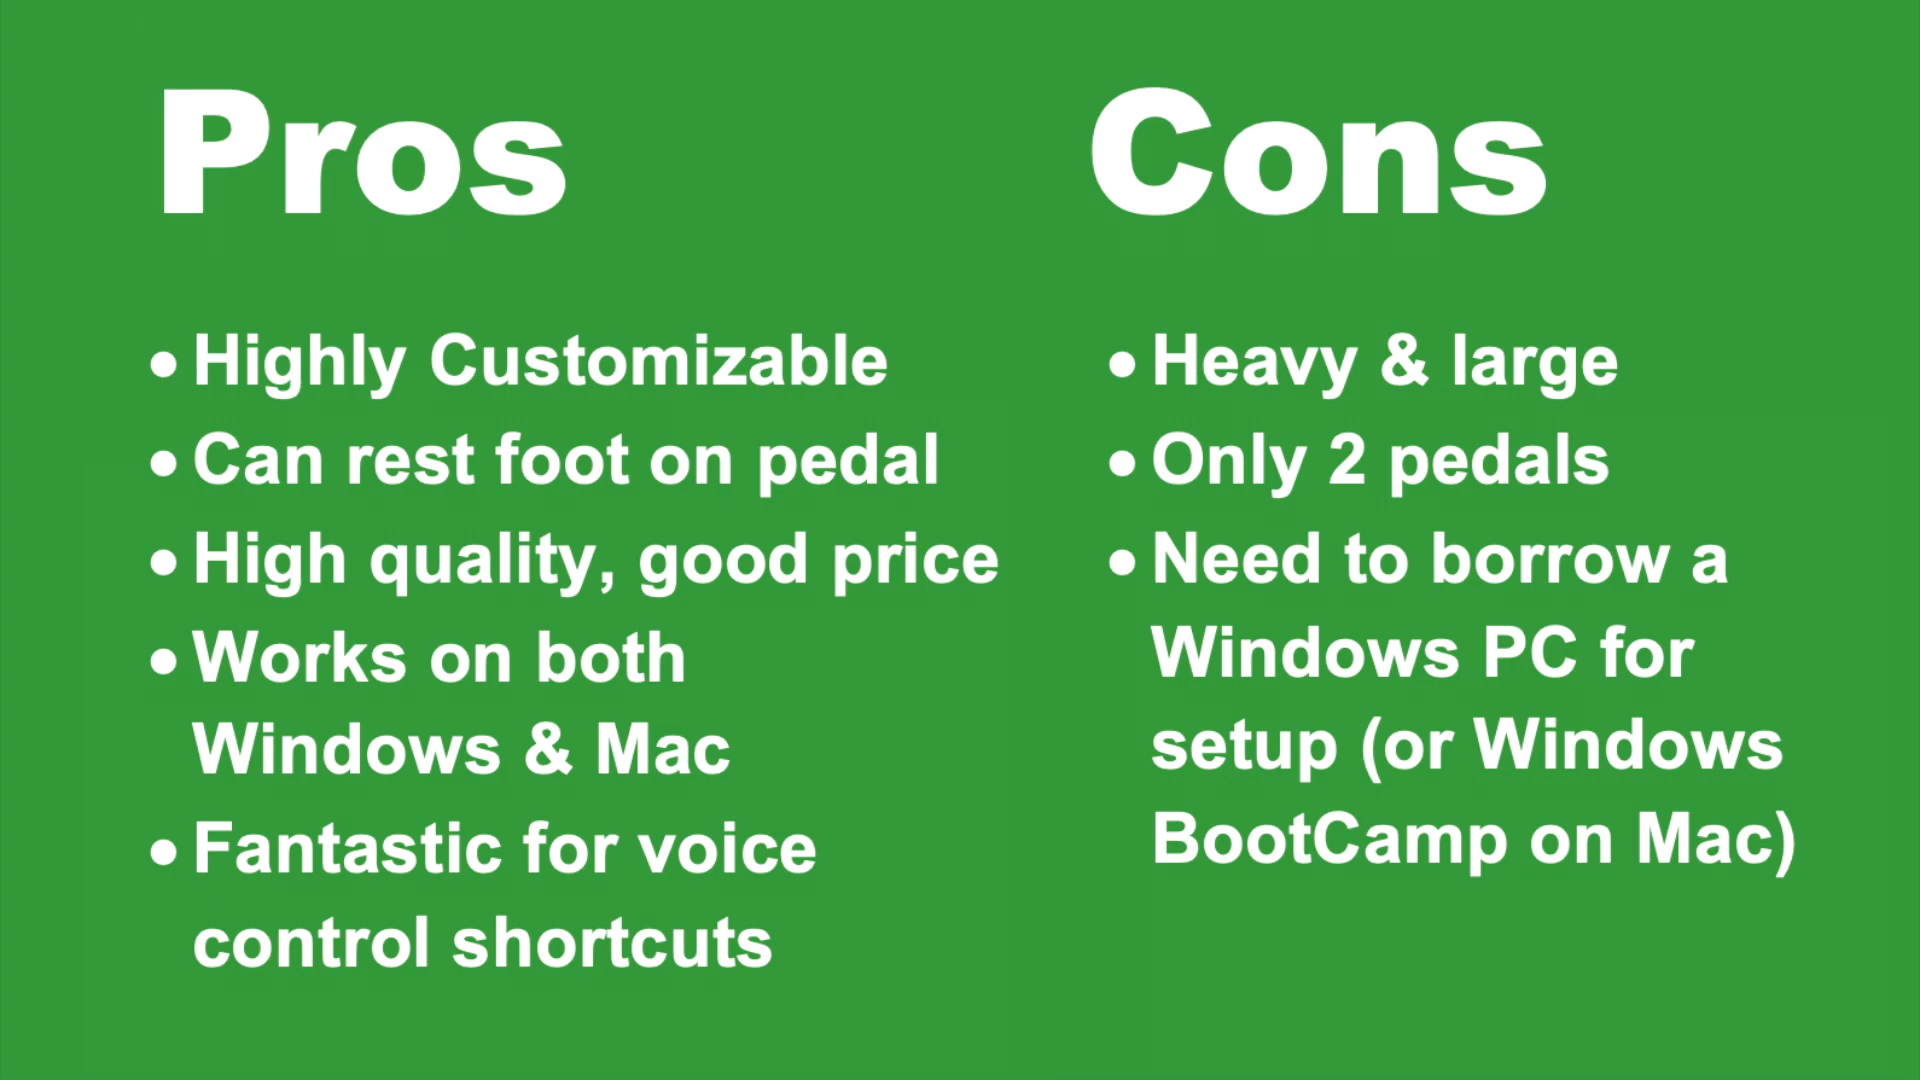 Pros
• Highly Customizable
• Can rest foot on pedal
• High quality, good price
• Works on both
Windows & Mac
• Fantastic for voice
control shortcuts
Cons
• Heavy & large
• Only 2 pedals
• Need to borrow a
Windows PC for
setup (or Windows
BootCamp on Mac)